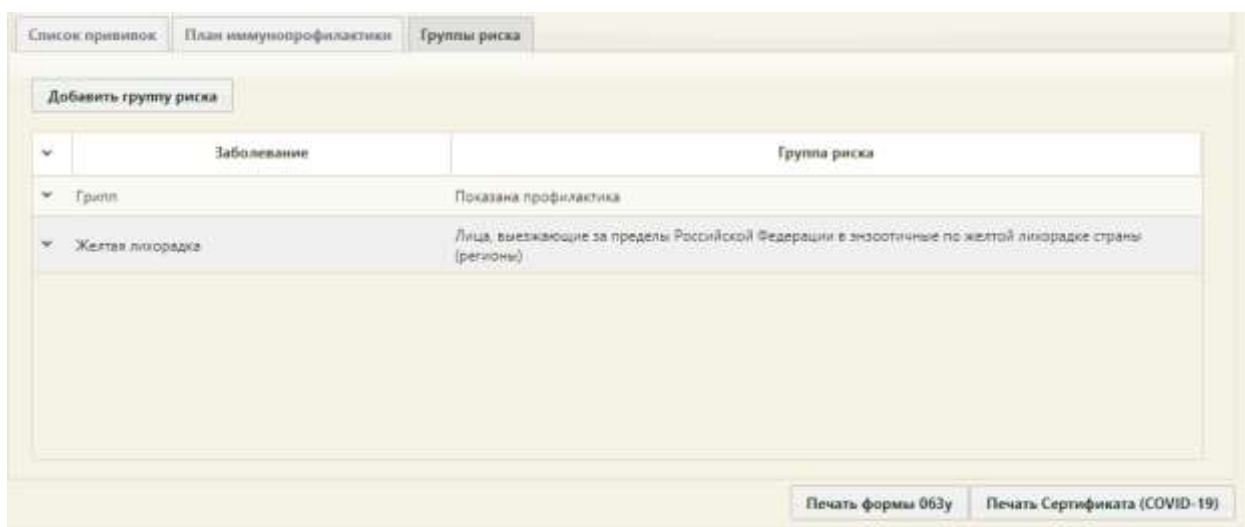 Список прививок План иммунопрофилактики Группы риска
Добавить группу риска
Заболевание Группа риска
Грипп Показана профилактика
Желтая лихорадка Лица, выезжающие за пределы Российской Федерации в энзоотичные по желтой лихорадке страны
(регионы)
Печать формы 063у Печать Сертификата (COVID-19)